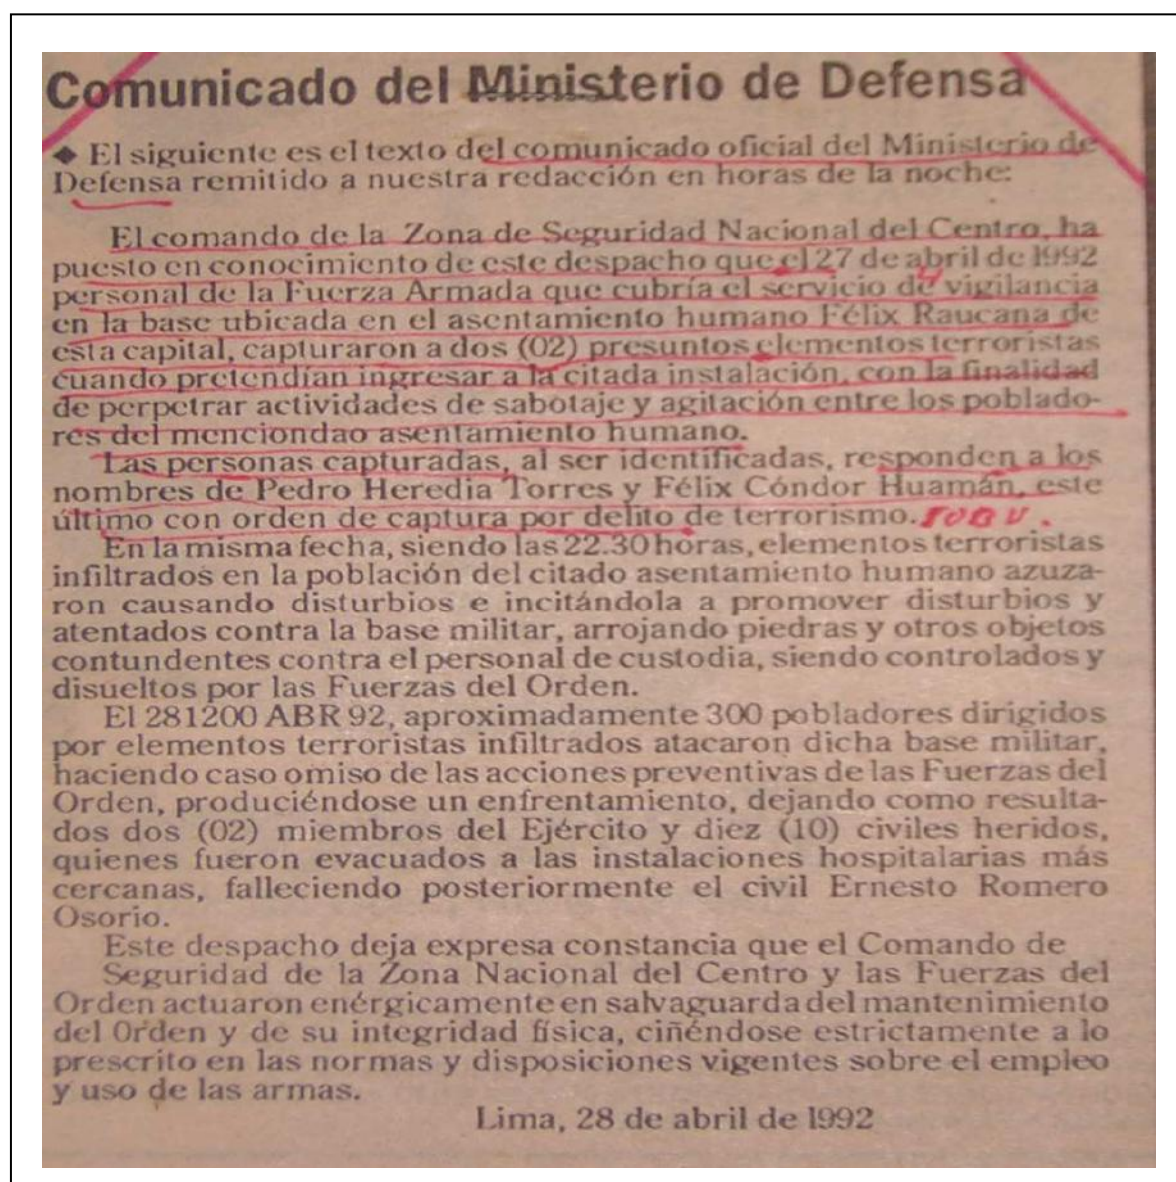 Comunicado del Ministerio de Defensa
◆ El siguiente es el texto del comunicado oficial del Ministerio de
Defensa remitido a nuestra redacción en horas de la noche:
El comando de la Zona de Seguridad Nacional del Centro, ha
puesto en conocimiento de este despacho que el 27 de abril de 1992
personal de la Fuerza Armada que cubría el servicio de vigilancia
en la base ubicada en el asentamiento humano Félix Raucana de
esta capital, capturaron a dos (02) presuntos elementos terroristas
cuando pretendían ingresar a la citada instalación, con la finalidad
de perpetrar actividades de sabotaje y agitación entre los poblado-
res del menciondao asentamiento humano.
Las personas capturadas, al ser identificadas, responden a los
nombres de Pedro Heredia Torres y Félix Cóndor Huamán, este
último con orden de captura por delito de terrorismo.
En la misma fecha, siendo las 22.30 horas, elementos terroristas
infiltrados en la población del citado asentamiento humano azuza-
ron causando disturbios e incitándola a promover disturbios y
atentados contra la base militar, arrojando piedras y otros objetos
contundentes contra el personal de custodia, siendo controlados y
disueltos por las Fuerzas del Orden.
El 281200 ABR 92, aproximadamente 300 pobladores dirigidos
por elementos terroristas infiltrados atacaron dicha base militar,
haciendo caso omiso de las acciones preventivas de las Fuerzas del
Orden, produciéndose un enfrentamiento, dejando como resulta-
dos dos (02) miembros del Ejército y diez (10) civiles heridos,
quienes fueron evacuados a las instalaciones hospitalarias más
cercanas, falleciendo posteriormente el civil Ernesto Romero
Osorio.
Este despacho deja expresa constancia que el Comando de
Seguridad de la Zona Nacional del Centro y las Fuerzas del
Orden actuaron enérgicamente en salvaguarda del mantenimiento
del Orden y de su integridad física, ciñéndose estrictamente a lo
prescrito en las normas y disposiciones vigentes sobre el empleo
y uso de las armas.
Lima, 28 de abril de 1992